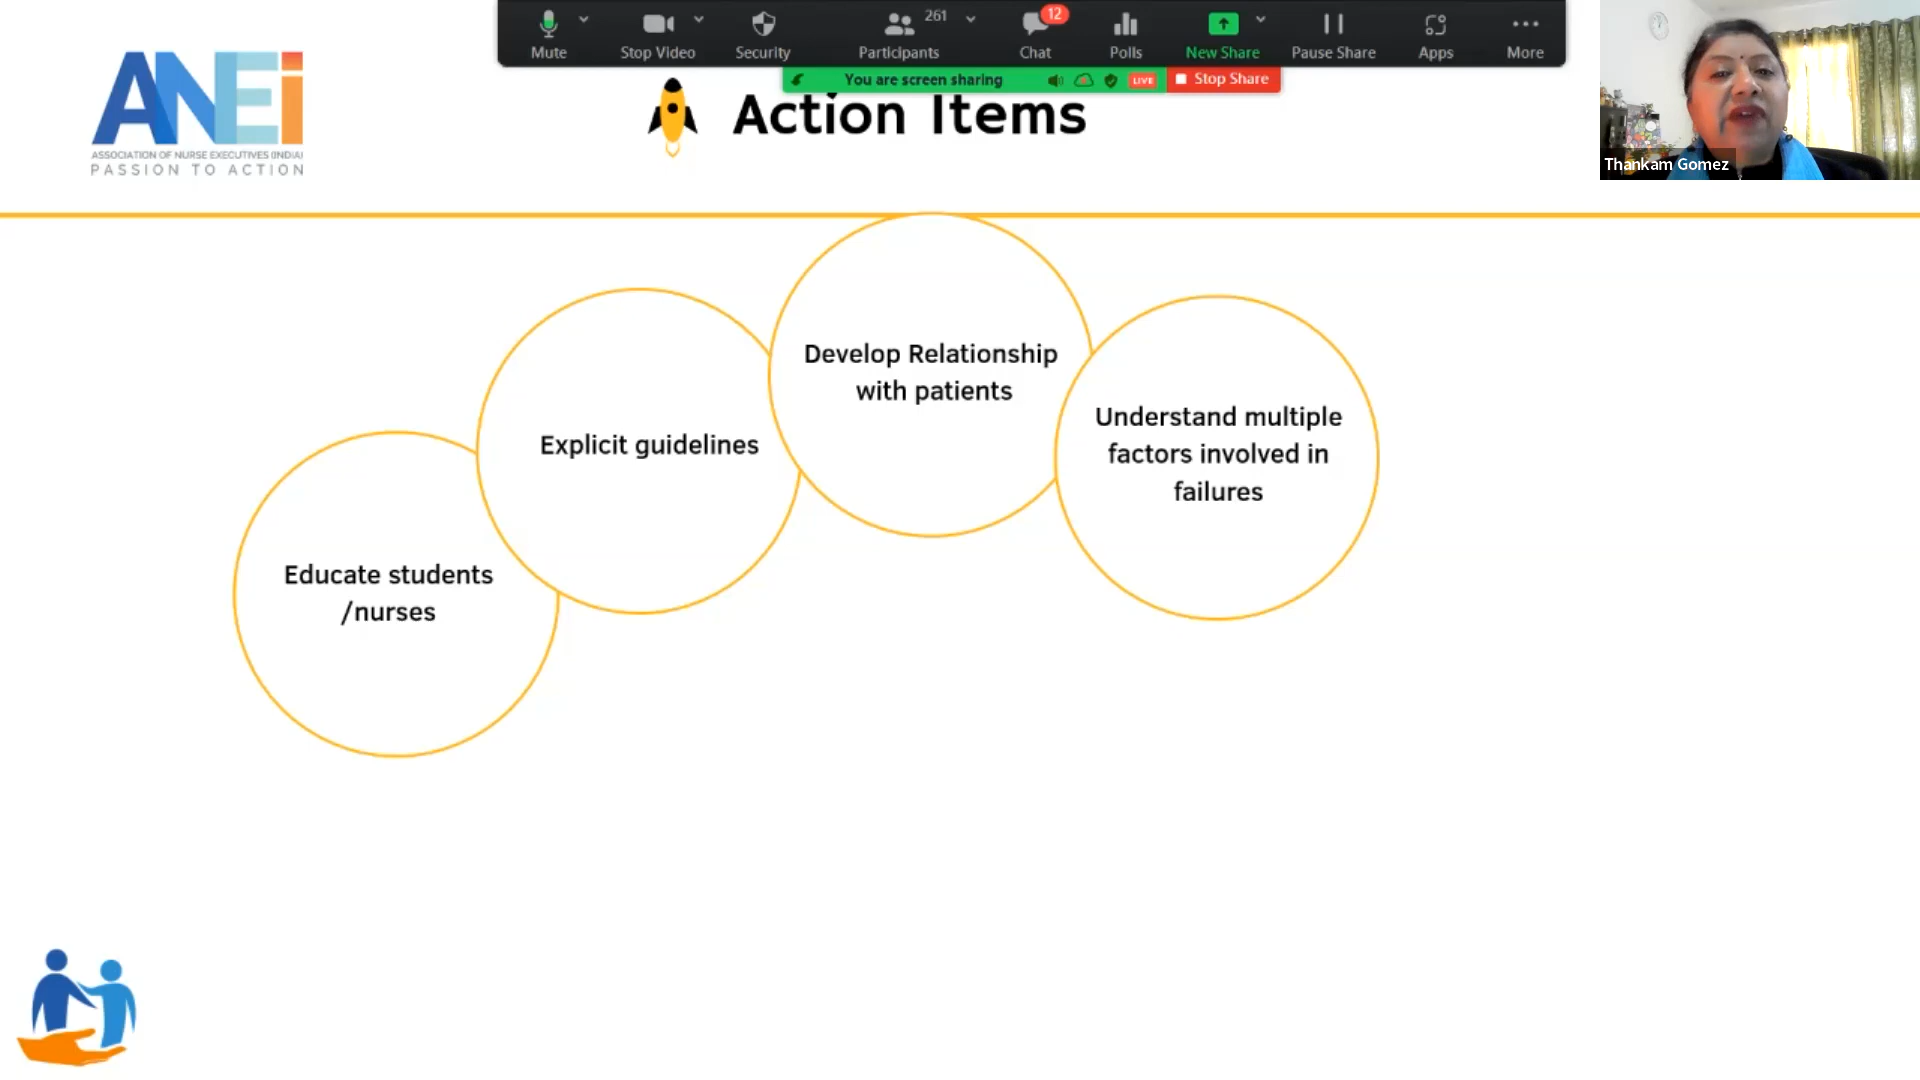 261
12
Mute
Stop Video
Security
Participants
Chat
Polls
New Share
Pause Share
Apps
More
You are screen sharing
LIVE
Stop Share
ANEi
ASSOCIATION OF NURSE EXECUTIVES (INDIA)
PASSION TO ACTION
Action Items
Thankam Gomez
Develop Relationship
with patients
Explicit guidelines
Understand multiple
factors involved in
failures
Educate students
/nurses